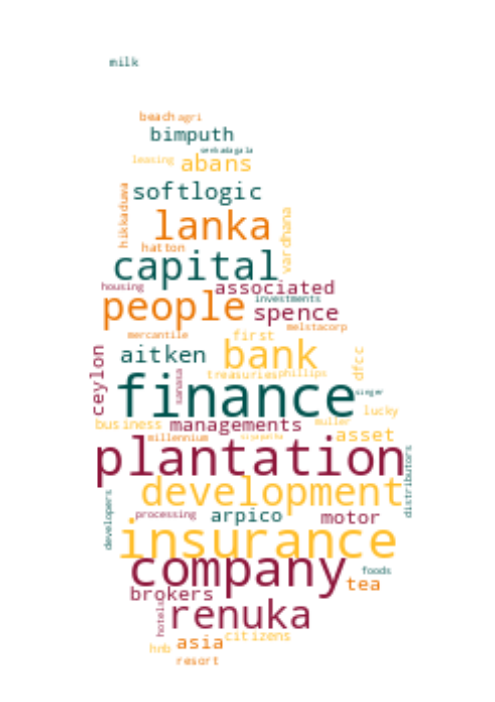 milk
beach agri
bimputh
senkadagala
leasing abans
softlogic
hikkaduwa
lanka
vardhana
hatton
capital
housing associated
people investments
spence
melstacorp
mercantile first
aitken bank
dfcc
ceylon
sanasa
treasuries phillips
finance singer
lucky
business managements muller
millennium siyapatha asset
plantation
distributors
development
developers
processing arpico motor
insurance
company foods
tea
brokers
hotels
renuka
asia citizens
hnb
resort